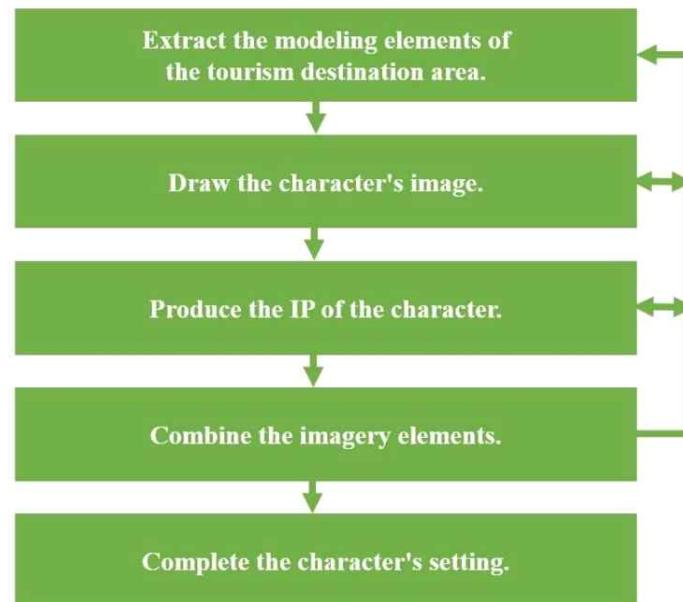 Extract the modeling elements of
the tourism destination area.
Draw the character's image.
Produce the IP of the character.
Combine the imagery elements.
Complete the character's setting.